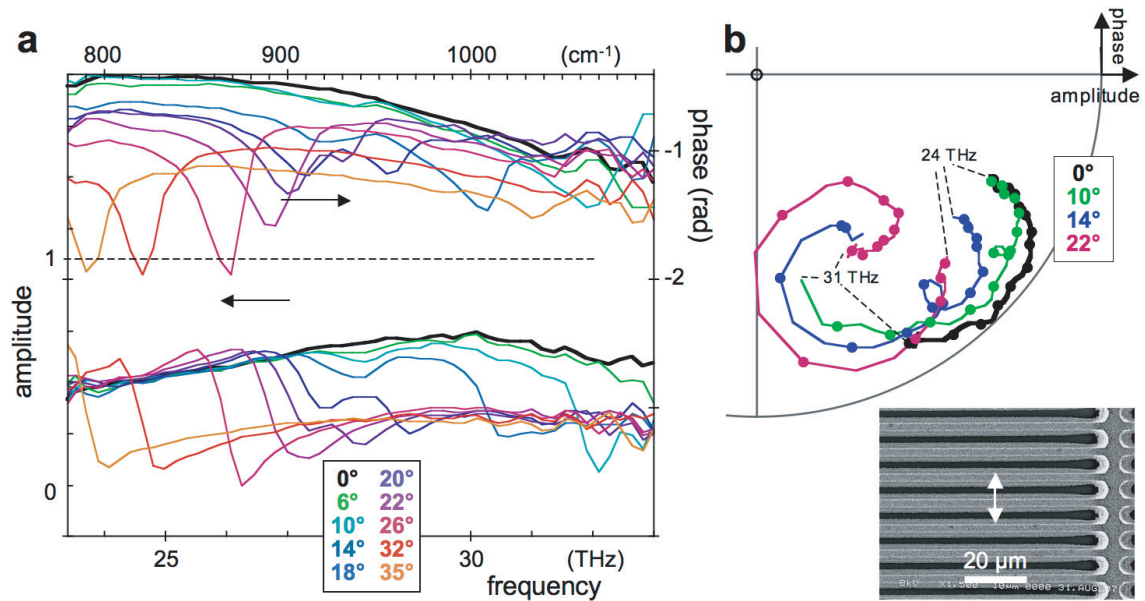 a
800
900
1000
(cm-1)
-1
phase (rad)
-2
1
amplitude
0
0° 20°
6° 22°
10° 26°
14° 32°
18° 35°
25
30
(THz)
frequency
b
phase
amplitude
24 THz
0°
10°
14°
22°
31 THz
20 µm